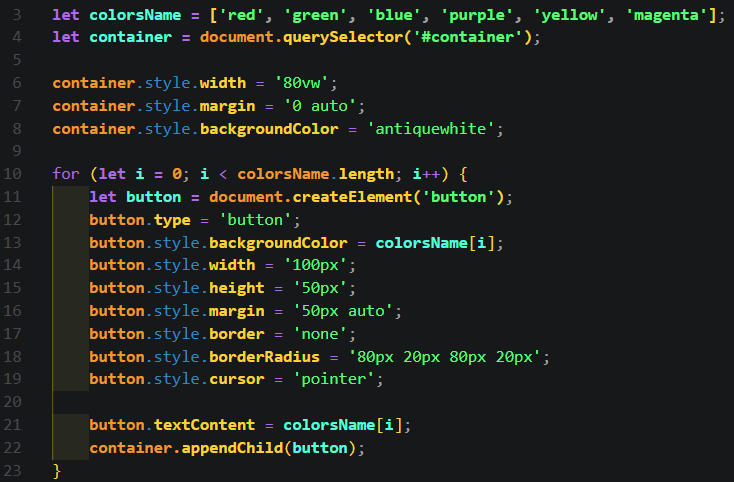 3 let colorsName = ['red', 'green', 'blue', 'purple', 'yellow', 'magenta'];
4 let container = document.querySelector('#container');
5
6 container.style.width = '80vw';
7 container.style.margin = '0 auto';
8 container.style.backgroundColor = 'antiquewhite';
9
10 for (let i = 0; i < colorsName.length; i++) {
11     let button = document.createElement('button');
12     button.type = 'button';
13     button.style.backgroundColor = colorsName[i];
14     button.style.width = '100px';
15     button.style.height = '50px';
16     button.style.margin = '50px auto';
17     button.style.border = 'none';
18     button.style.borderRadius = '80px 20px 80px 20px';
19     button.style.cursor = 'pointer';
20
21     button.textContent = colorsName[i];
22     container.appendChild(button);
23 }